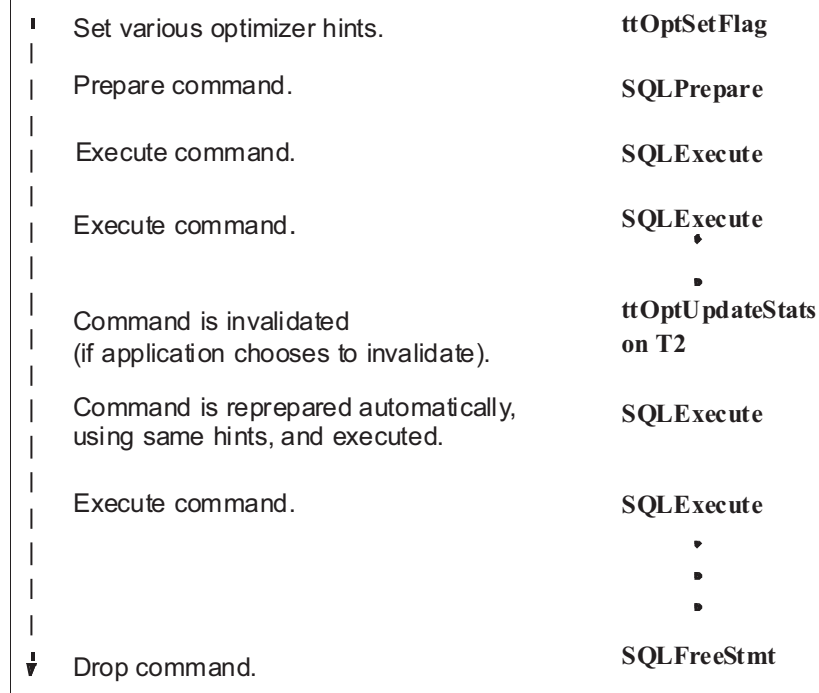 Set various optimizer hints. ttOptSetFlag
Prepare command. SQLPrepare
Execute command. SQLExecute
Execute command. SQLExecute
Command is invalidated ttOptUpdateStats
(if application chooses to invalidate). on T2
Command is reprepared automatically, SQLExecute
using same hints, and executed.
Execute command. SQLExecute
Drop command. SQLFreeStmt